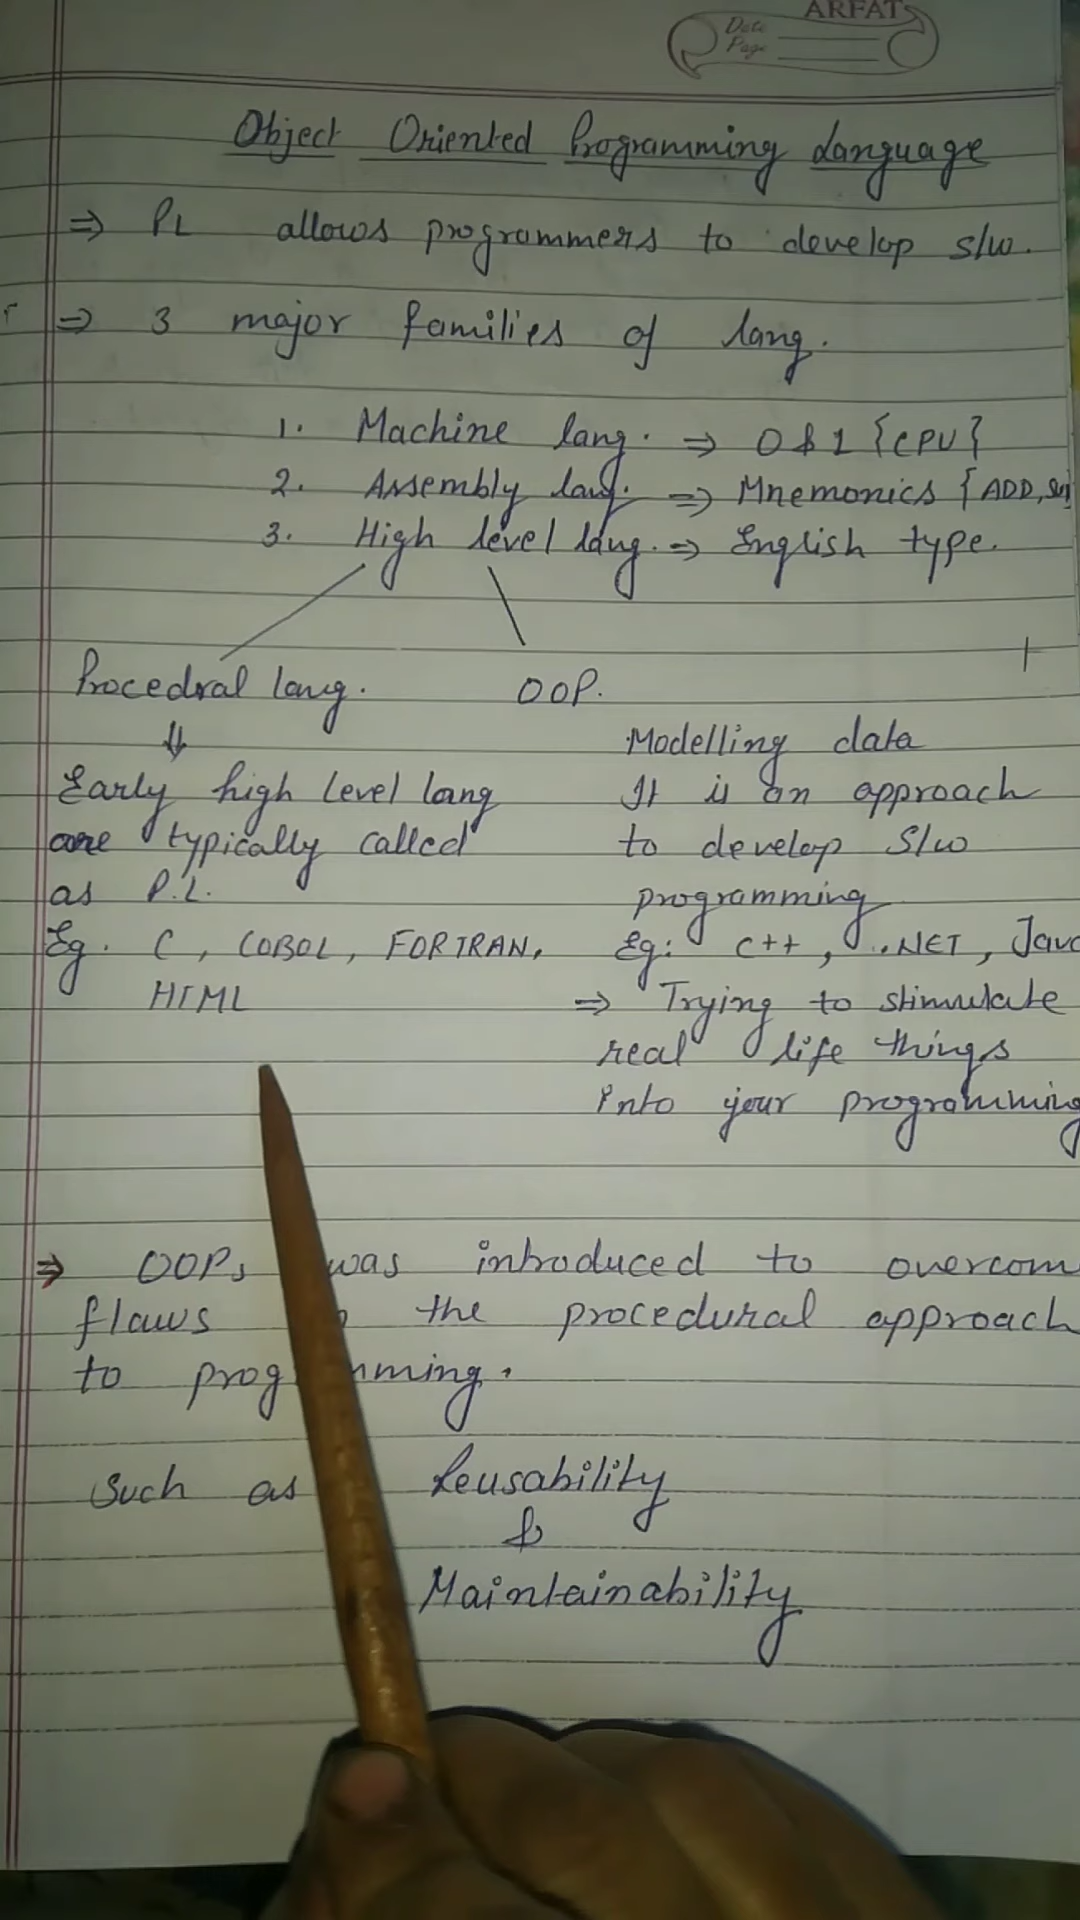 ARFAT
Date
Page
Object Oriented Programming Language
⇒ PL allows programmers to develop s/w.
⇒ 3 major families of lang.
1. Machine lang. ⇒ 0 & 1 {CPU}
2. Assembly lang. ⇒ Mnemonics {ADD,
3. High level lang. ⇒ English type.
Procedral lang.
⇓
Early high level lang
are typically called
as P.L.
Eg. C, COBOL, FORTRAN,
HTML
OOP.
Modelling data
It is an approach
to develop S/w
programming
Eg: C++, .NET, Java
⇒ Trying to stimulate
real life things
into your programming
⇒ OOPs was introduced to overcom
flaws the procedural approach
to programming.
Such as Reusability
&
Maintainability